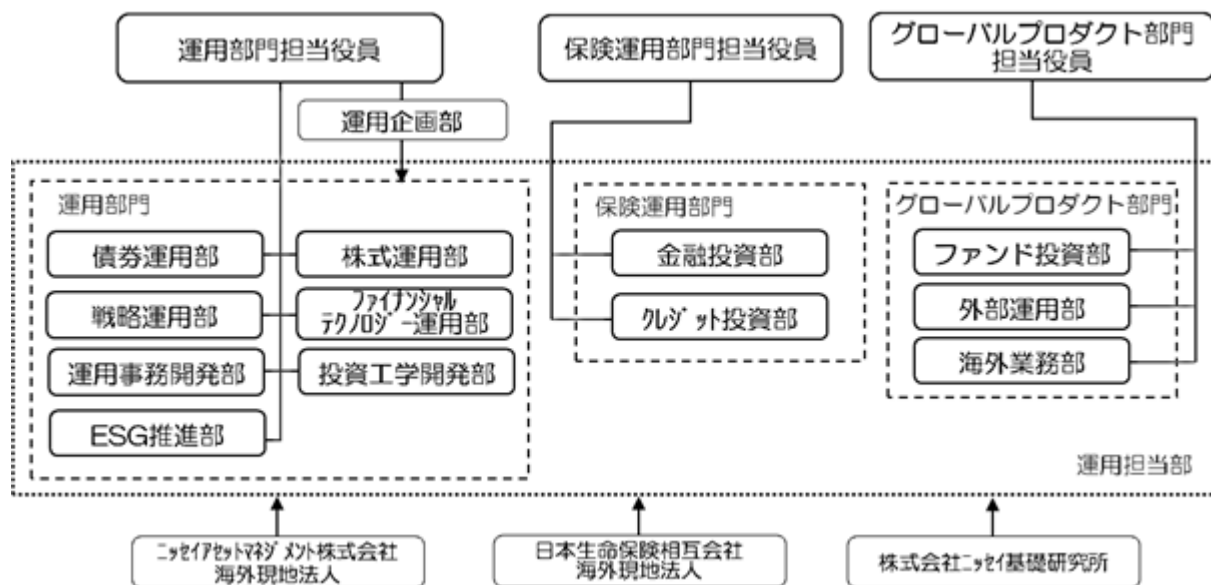 運用部門担当役員
保険運用部門担当役員
グローバルプロダクト部門
担当役員
運用企画部
運用部門
債券運用部
株式運用部
戦略運用部
ファイナンシャル
テクノロジー運用部
運用事務開発部
投資工学開発部
ESG推進部
保険運用部門
金融投資部
クレジット投資部
グローバルプロダクト部門
ファンド投資部
外部運用部
海外業務部
運用担当部
ニッセイアセットマネジメント株式会社
海外現地法人
日本生命保険相互会社
海外現地法人
株式会社ニッセイ基礎研究所